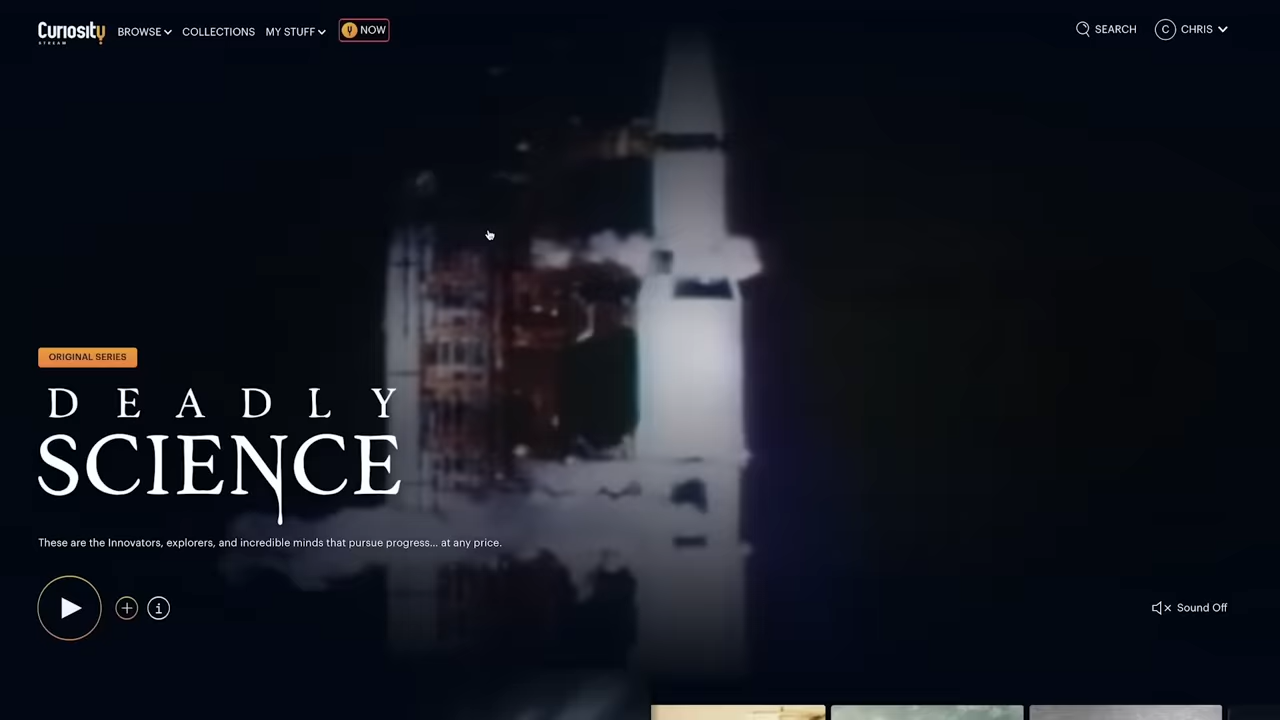 Curiosity
STREAM
BROWSE
COLLECTIONS
MY STUFF
NOW
SEARCH
C
CHRIS
ORIGINAL SERIES
DEADLY
SCIENCE
These are the Innovators, explorers, and incredible minds that pursue progress... at any price.
Sound Off